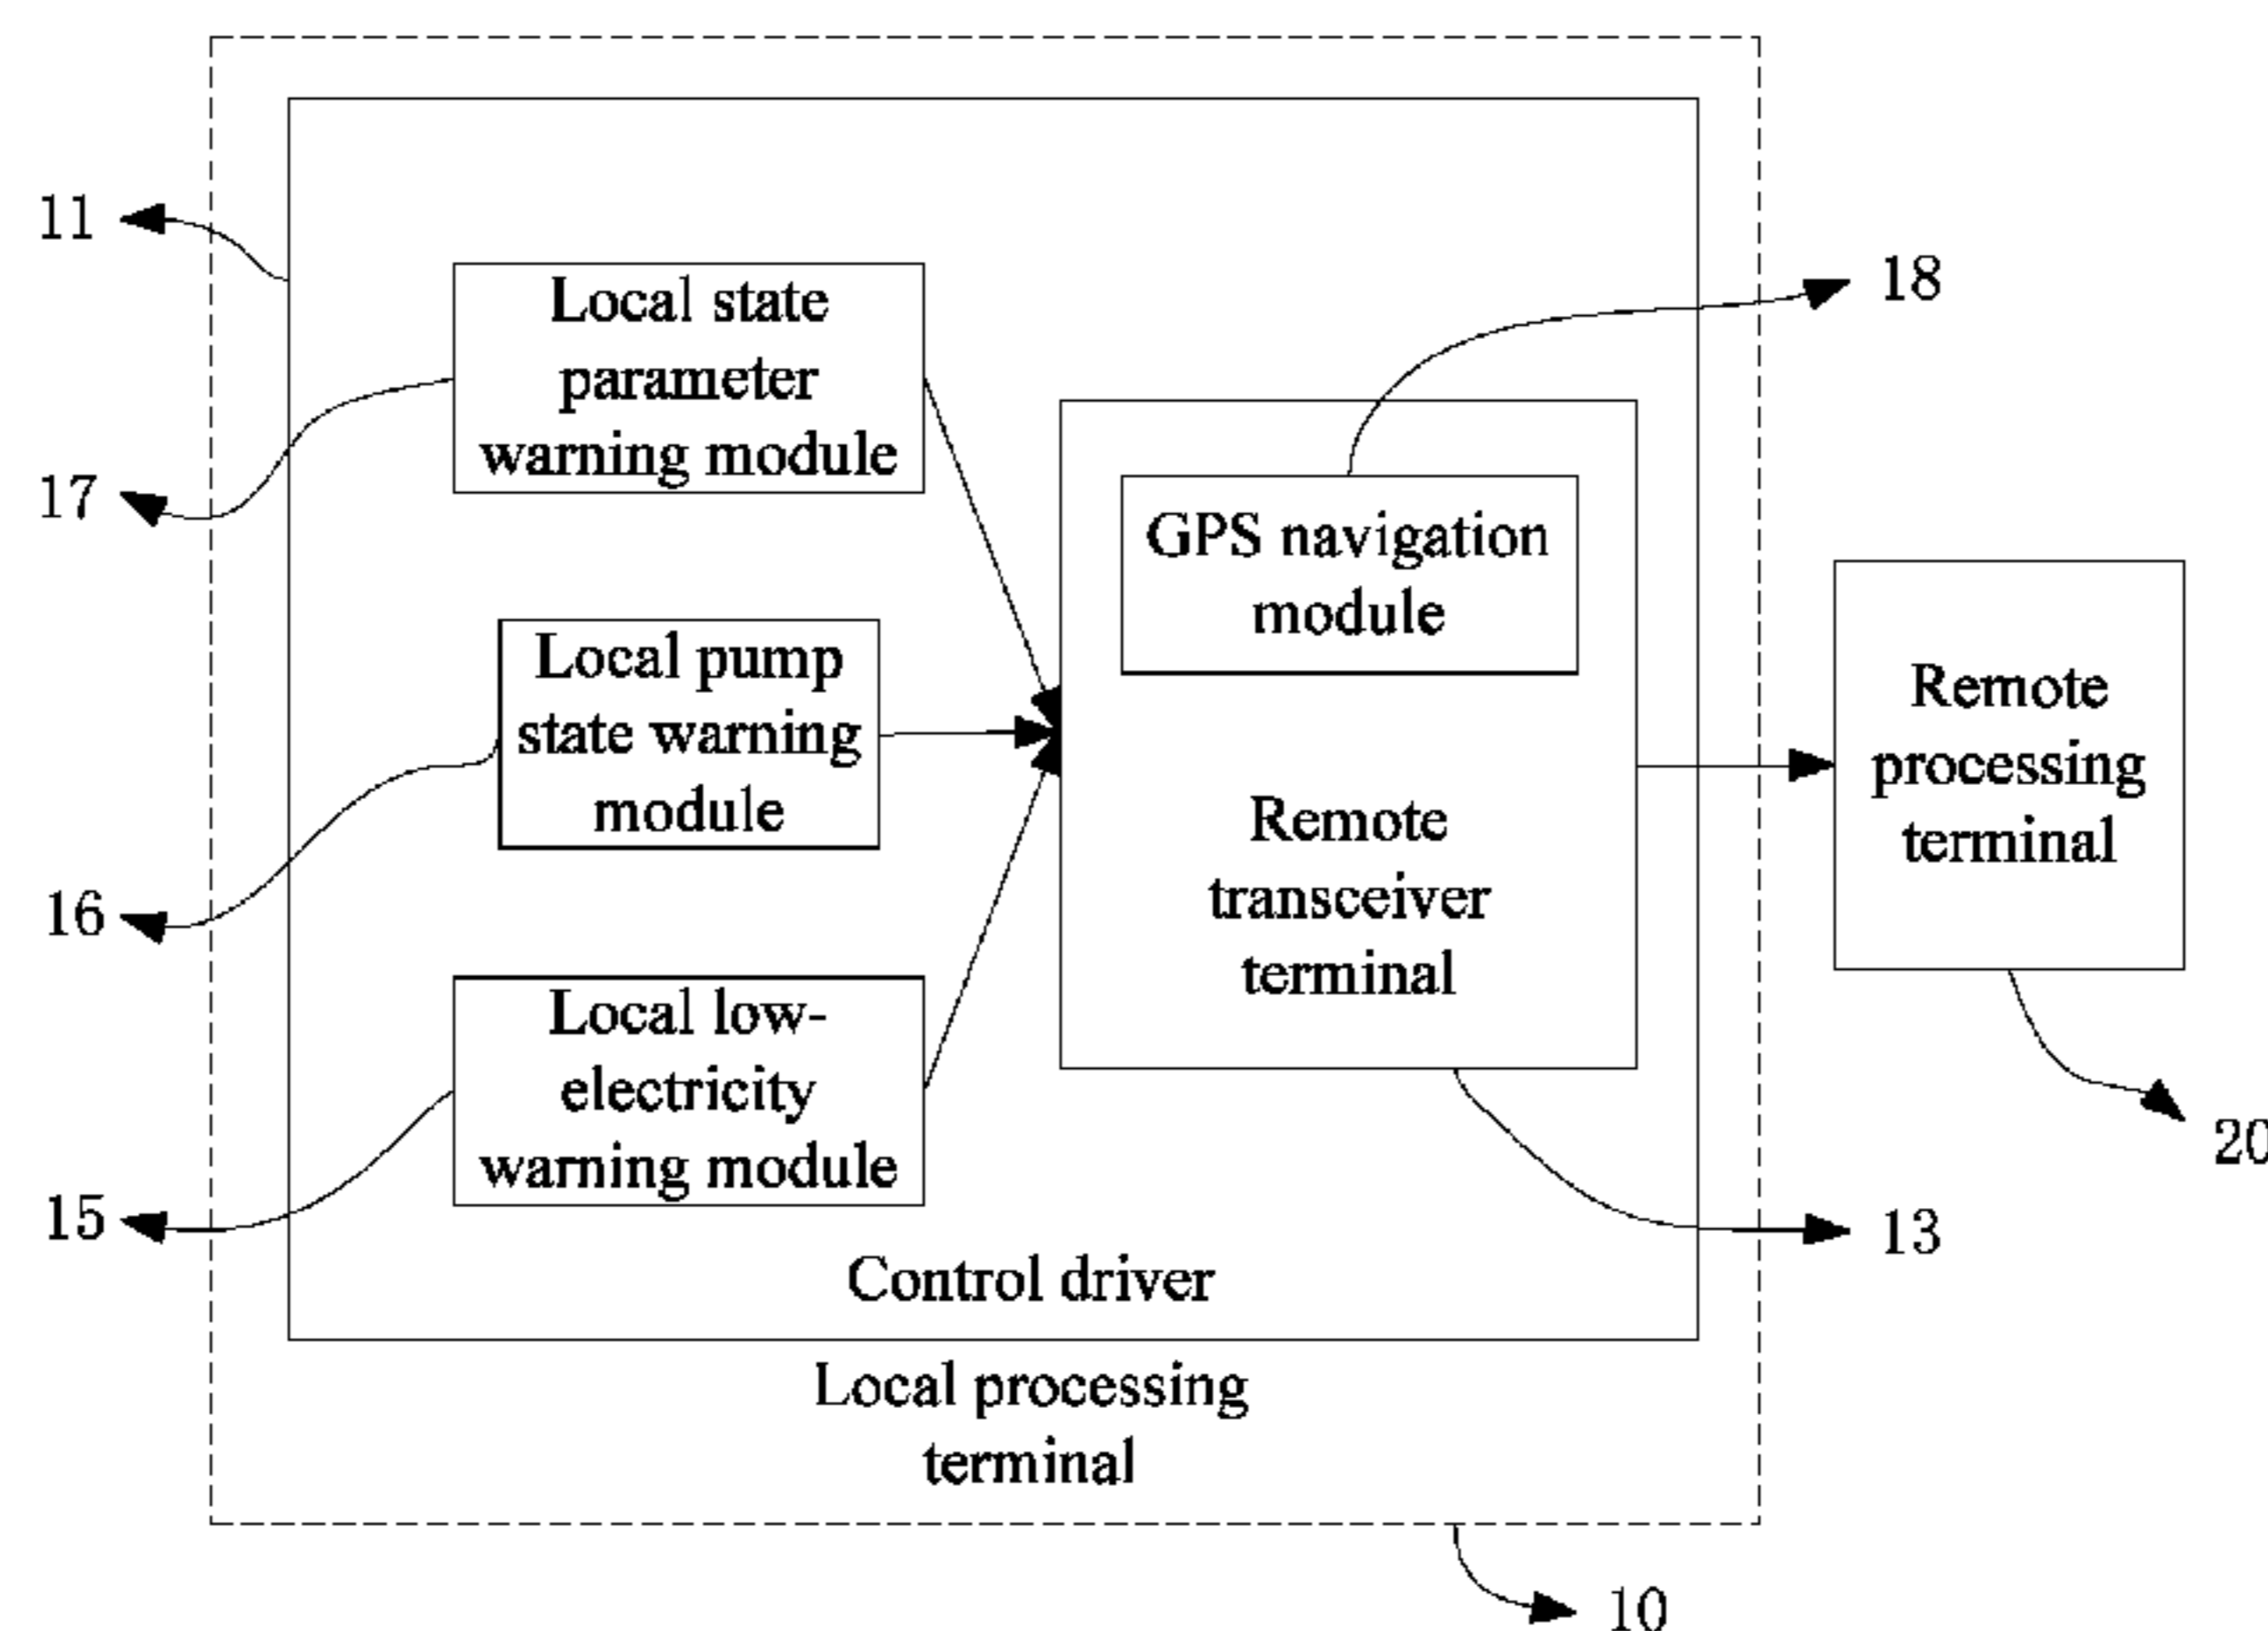 11
17
16
15
Local state
parameter
warning module
Local pump
state warning
module
Local low-
electricity
warning module
GPS navigation
module
Remote
transceiver
terminal
Control driver
Local processing
terminal
18
Remote
processing
terminal
20
13
10